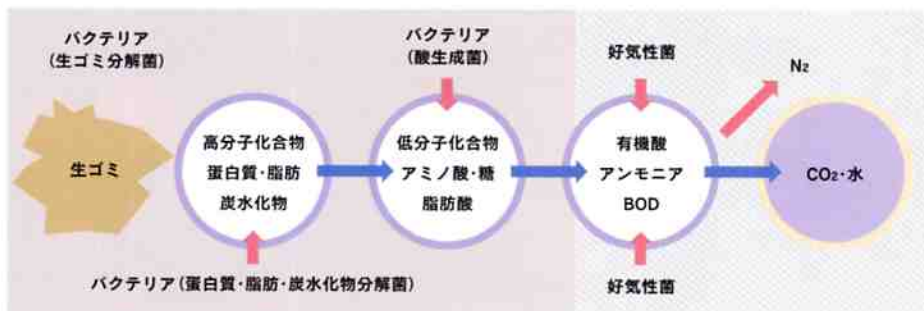 バクテリア
(生ゴミ分解菌)
生ゴミ
高分子化合物
蛋白質・脂肪
炭水化物
バクテリア(蛋白質・脂肪・炭水化物分解菌)
バクテリア
(酸生成菌)
低分子化合物
アミノ酸・糖
脂肪酸
好気性菌
有機酸
アンモニア
BOD
好気性菌
N₂
CO₂・水